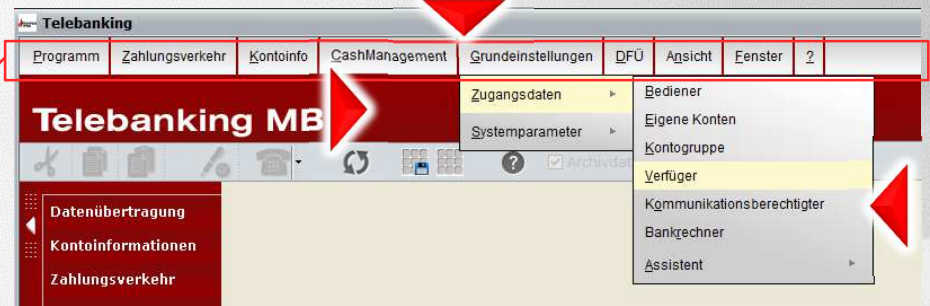 Telebanking
Programm Zahlungsverkehr Kontoinfo CashManagement Grundeinstellungen DFÜ Ansicht Fenster ?
Telebanking MB
Zugangsdaten
Systemparameter
Bediener
Eigene Konten
Kontogruppe
Verfüger
Kommunikationsberechtigter
Bankrechner
Assistent
Archivdat
Datenübertragung
Kontoinformationen
Zahlungsverkehr